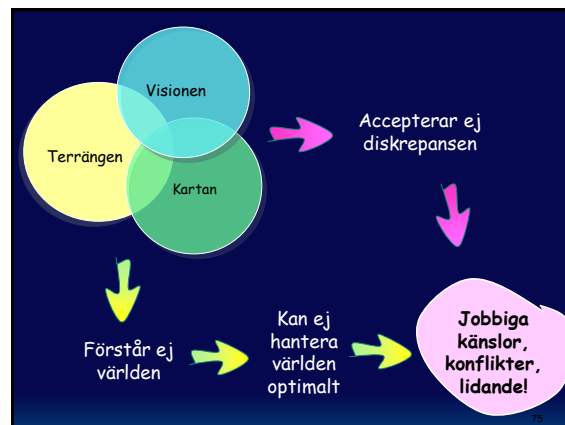 Visionen
Terrängen
Kartan
Accepterar ej
diskrepansen
Förstår ej
världen
Kan ej
hantera
världen
optimalt
Jobbiga
känslor,
konflikter,
lidande!
75